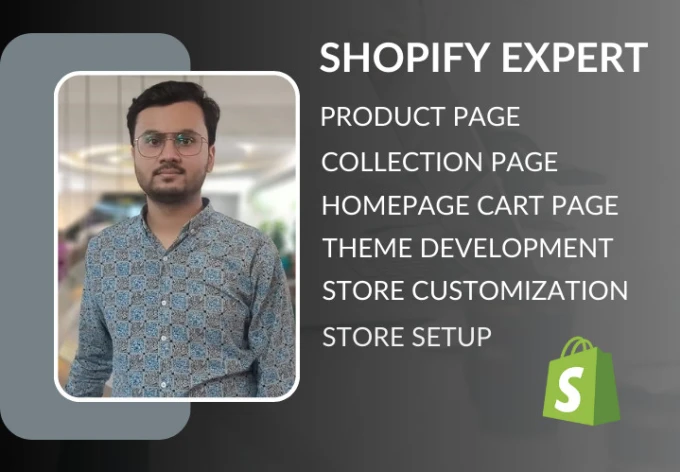 SHOPIFY EXPERT
PRODUCT PAGE
COLLECTION PAGE
HOMEPAGE CART PAGE
THEME DEVELOPMENT
STORE CUSTOMIZATION
STORE SETUP
S